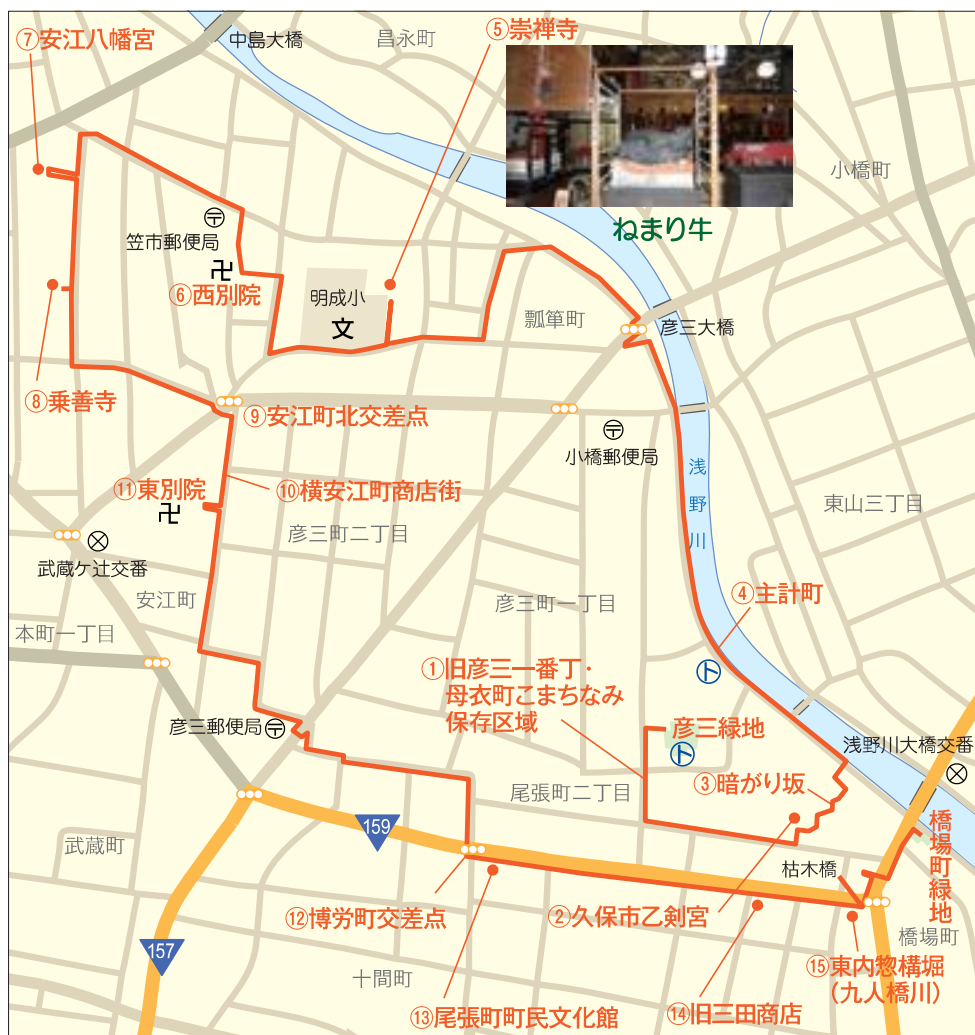 ⑦安江八幡宮
中島大橋
昌永町
⑤崇禅寺
小橋町
ねまり牛
笠市郵便局
⑥西別院
明成小
文
瓢箪町
彦三大橋
⑧乗善寺
⑨安江町北交差点
小橋郵便局
浅野川
⑪東別院
⑩横安江町商店街
彦三町二丁目
東山三丁目
武蔵ケ辻交番
安江町
本町一丁目
彦三町一丁目
④主計町
①旧彦三一番丁・
母衣町こまちなみ
保存区域
彦三緑地
ト
ト
彦三郵便局
浅野川大橋交番
③暗がり坂
尾張町二丁目
159
武蔵町
橋場町緑地
枯木橋
⑫博労町交差点
②久保市乙剣宮
橋場町
157
十間町
⑮東内惣構堀
(九人橋川)
⑬尾張町町民文化館
⑭旧三田商店